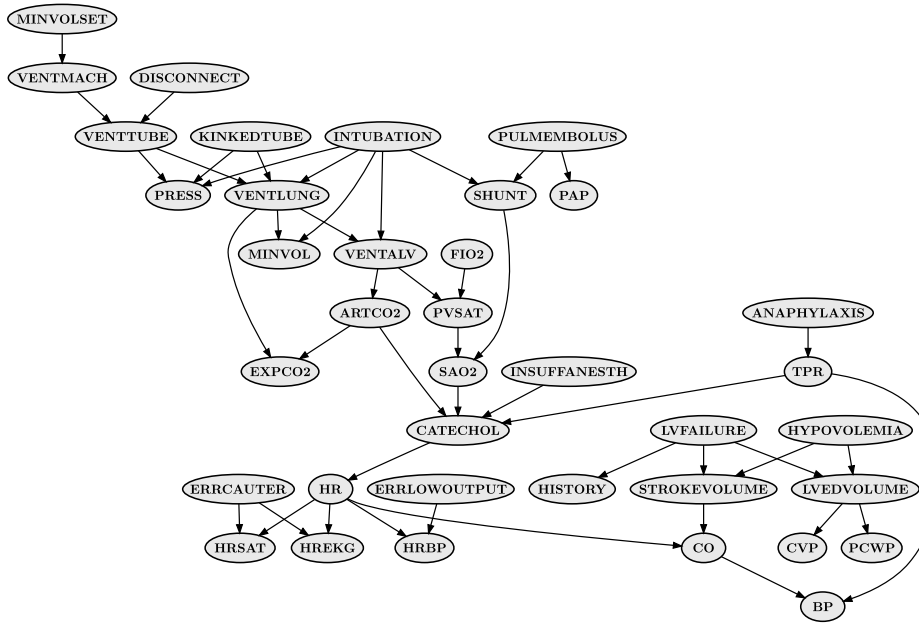 MINVOLSET
VENTMACH DISCONNECT
VENTTUBE KINKEDTUBE INTUBATION PULMEMBOLUS
PRESS VENTLUNG SHUNT PAP
MINVOL VENTALV FIO2
ARTCO2 PVSAT ANAPHYLAXIS
EXPCO2 SAO2 INSUFFANESTH TPR
CATECHOL LVFAILURE HYPOVOLEMIA
ERRCAUTER HR ERRLOWOUTPUT HISTORY STROKEVOLUME LVEDVOLUME
HRSAT HREKG HRBP CO CVP PCWP
BP